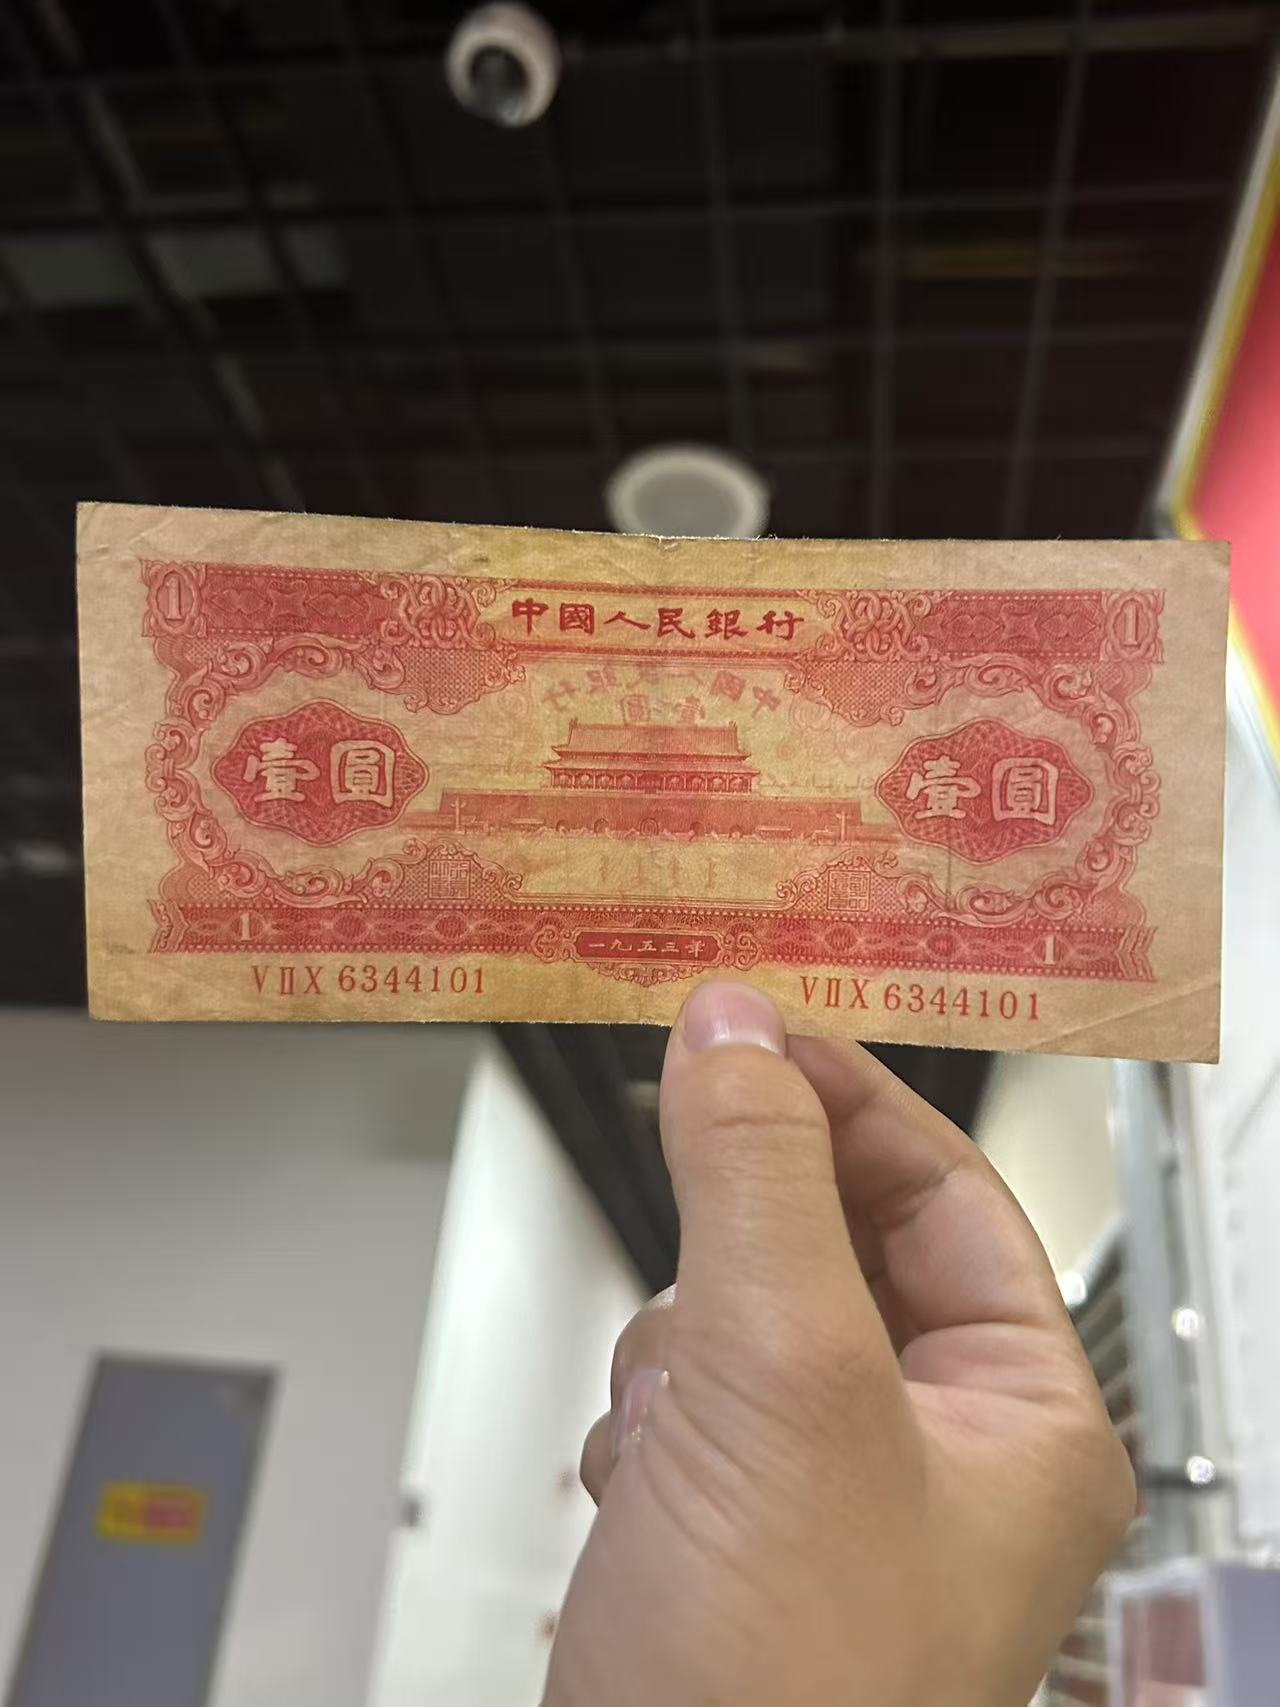 1 中國人民銀行 1
壹圓 壹圓
1 一九五三年 1
VⅡX 6344101 VⅡX 6344101